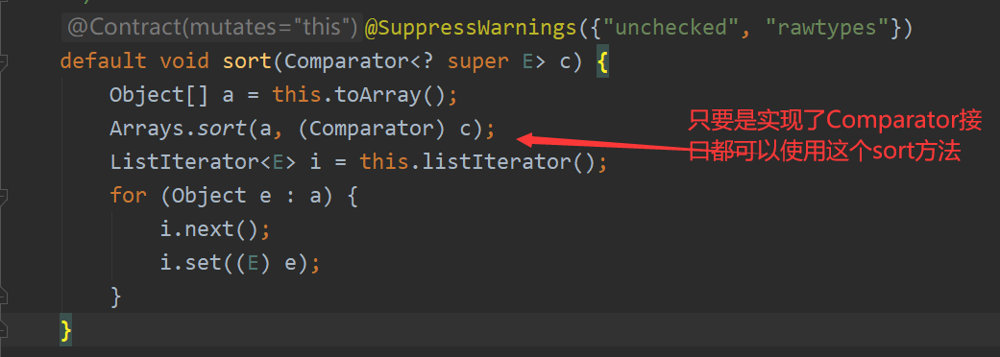 @Contract(mutates="this") @SuppressWarnings({"unchecked", "rawtypes"})
default void sort(Comparator<? super E> c) {
Object[] a = this.toArray();
Arrays.sort(a, (Comparator) c);
只要是实现了Comparator接
口都可以使用这个sort方法
ListIterator<E> i = this.listIterator();
for (Object e : a) {
i.next();
i.set((E) e);
}
}